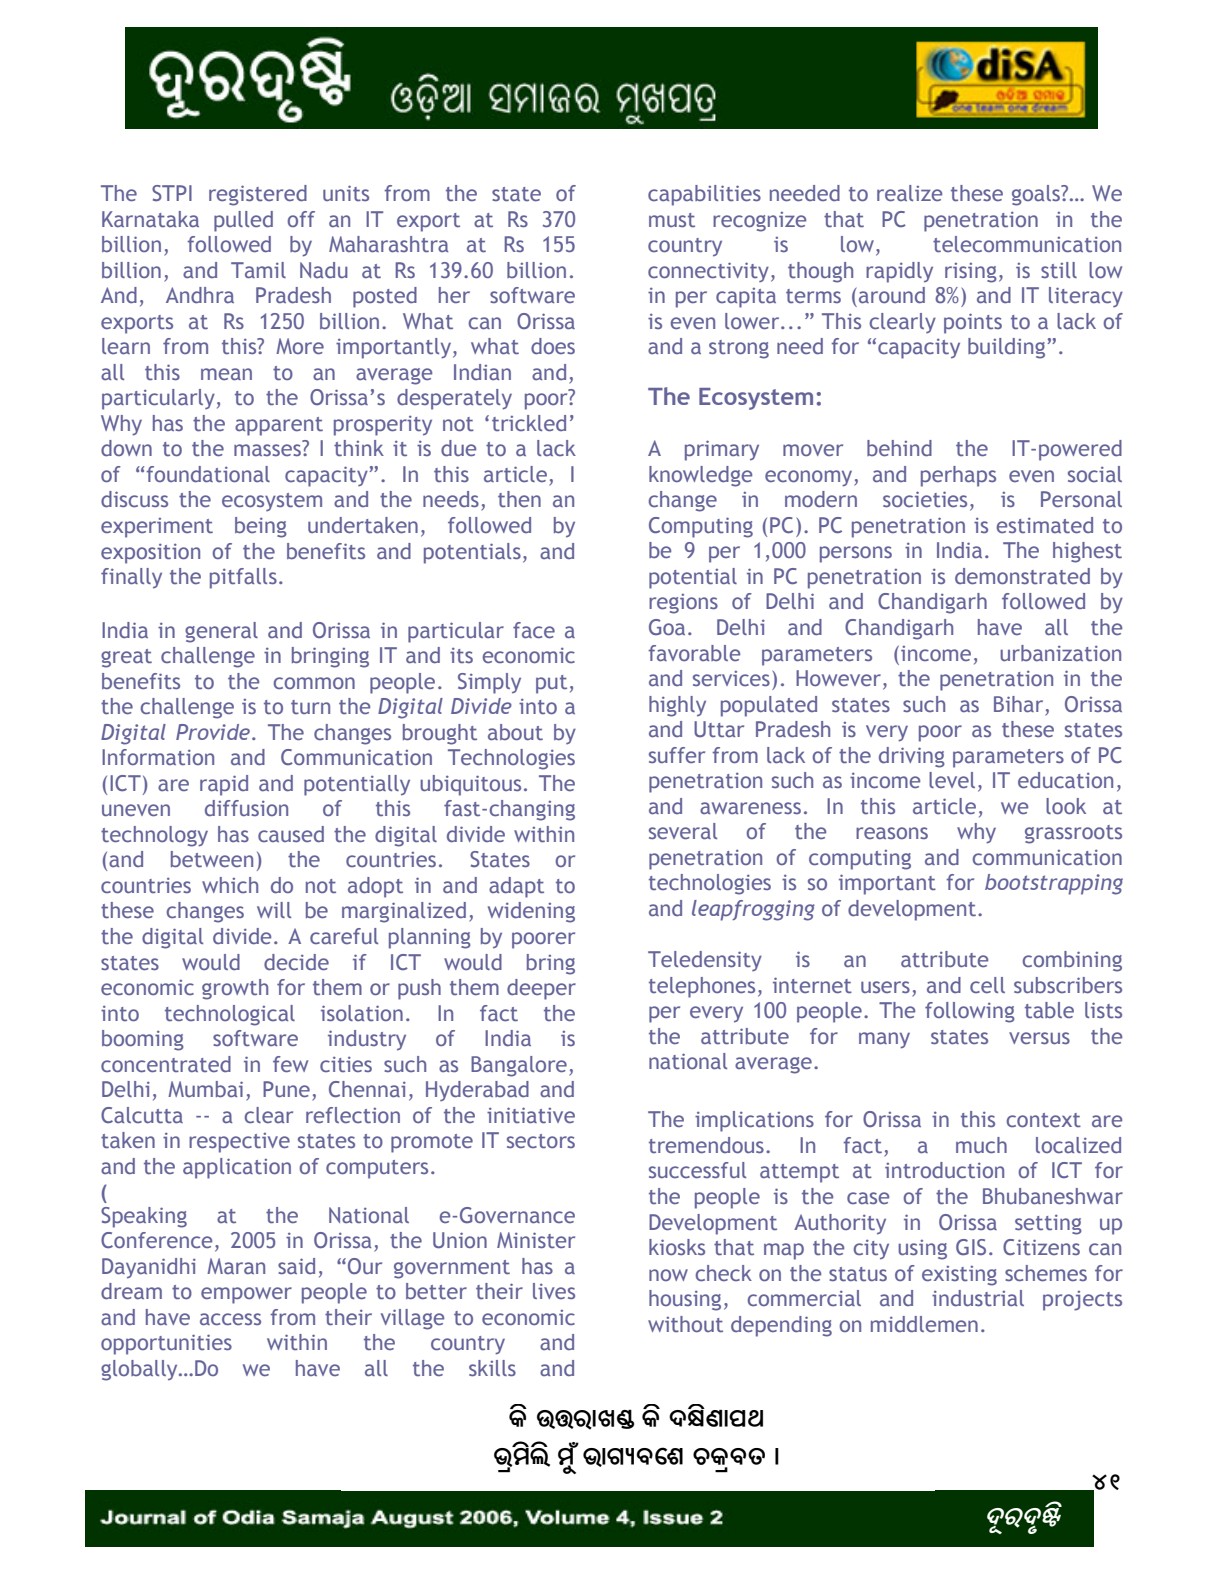 ଦୂରଦୃଷ୍ଟି
ଓଡ଼ିଆ ସମାଜର ମୁଖପତ୍ର
diSA
ଓଡ଼ିଆ ସମାଜ
one team one dream
The STPI registered units from the state of
Karnataka pulled off an IT export at Rs 370
billion, followed by Maharashtra at Rs 155
billion, and Tamil Nadu at Rs 139.60 billion.
And, Andhra Pradesh posted her software
exports at Rs 1250 billion. What can Orissa
learn from this? More importantly, what does
all this mean to an average Indian and,
particularly, to the Orissa’s desperately poor?
Why has the apparent prosperity not ‘trickled’
down to the masses? I think it is due to a lack
of “foundational capacity”. In this article, I
discuss the ecosystem and the needs, then an
experiment being undertaken, followed by
exposition of the benefits and potentials, and
finally the pitfalls.
India in general and Orissa in particular face a
great challenge in bringing IT and its economic
benefits to the common people. Simply put,
the challenge is to turn the Digital Divide into a
Digital Provide. The changes brought about by
Information and Communication Technologies
(ICT) are rapid and potentially ubiquitous. The
uneven diffusion of this fast-changing
technology has caused the digital divide within
(and between) the countries. States or
countries which do not adopt in and adapt to
these changes will be marginalized, widening
the digital divide. A careful planning by poorer
states would decide if ICT would bring
economic growth for them or push them deeper
into technological isolation. In fact the
booming software industry of India is
concentrated in few cities such as Bangalore,
Delhi, Mumbai, Pune, Chennai, Hyderabad and
Calcutta -- a clear reflection of the initiative
taken in respective states to promote IT sectors
and the application of computers.
(
Speaking at the National e-Governance
Conference, 2005 in Orissa, the Union Minister
Dayanidhi Maran said, “Our government has a
dream to empower people to better their lives
and have access from their village to economic
opportunities within the country and
globally…Do we have all the skills and
capabilities needed to realize these goals?… We
must recognize that PC penetration in the
country is low, telecommunication
connectivity, though rapidly rising, is still low
in per capita terms (around 8%) and IT literacy
is even lower...” This clearly points to a lack of
and a strong need for “capacity building”.
The Ecosystem:
A primary mover behind the IT-powered
knowledge economy, and perhaps even social
change in modern societies, is Personal
Computing (PC). PC penetration is estimated to
be 9 per 1,000 persons in India. The highest
potential in PC penetration is demonstrated by
regions of Delhi and Chandigarh followed by
Goa. Delhi and Chandigarh have all the
favorable parameters (income, urbanization
and services). However, the penetration in the
highly populated states such as Bihar, Orissa
and Uttar Pradesh is very poor as these states
suffer from lack of the driving parameters of PC
penetration such as income level, IT education,
and awareness. In this article, we look at
several of the reasons why grassroots
penetration of computing and communication
technologies is so important for bootstrapping
and leapfrogging of development.
Teledensity is an attribute combining
telephones, internet users, and cell subscribers
per every 100 people. The following table lists
the attribute for many states versus the
national average.
The implications for Orissa in this context are
tremendous. In fact, a much localized
successful attempt at introduction of ICT for
the people is the case of the Bhubaneshwar
Development Authority in Orissa setting up
kiosks that map the city using GIS. Citizens can
now check on the status of existing schemes for
housing, commercial and industrial projects
without depending on middlemen.
କି ଉତ୍ତରାଖଣ୍ଡ କି ଦକ୍ଷିଣାପଥ
ଭ୍ରମିଲି ମୁଁ ଭାଗ୍ୟବଶେ ଚକ୍ରବତ ।
୪୧
Journal of Odia Samaja August 2006, Volume 4, Issue 2
ଦୂରଦୃଷ୍ଟି